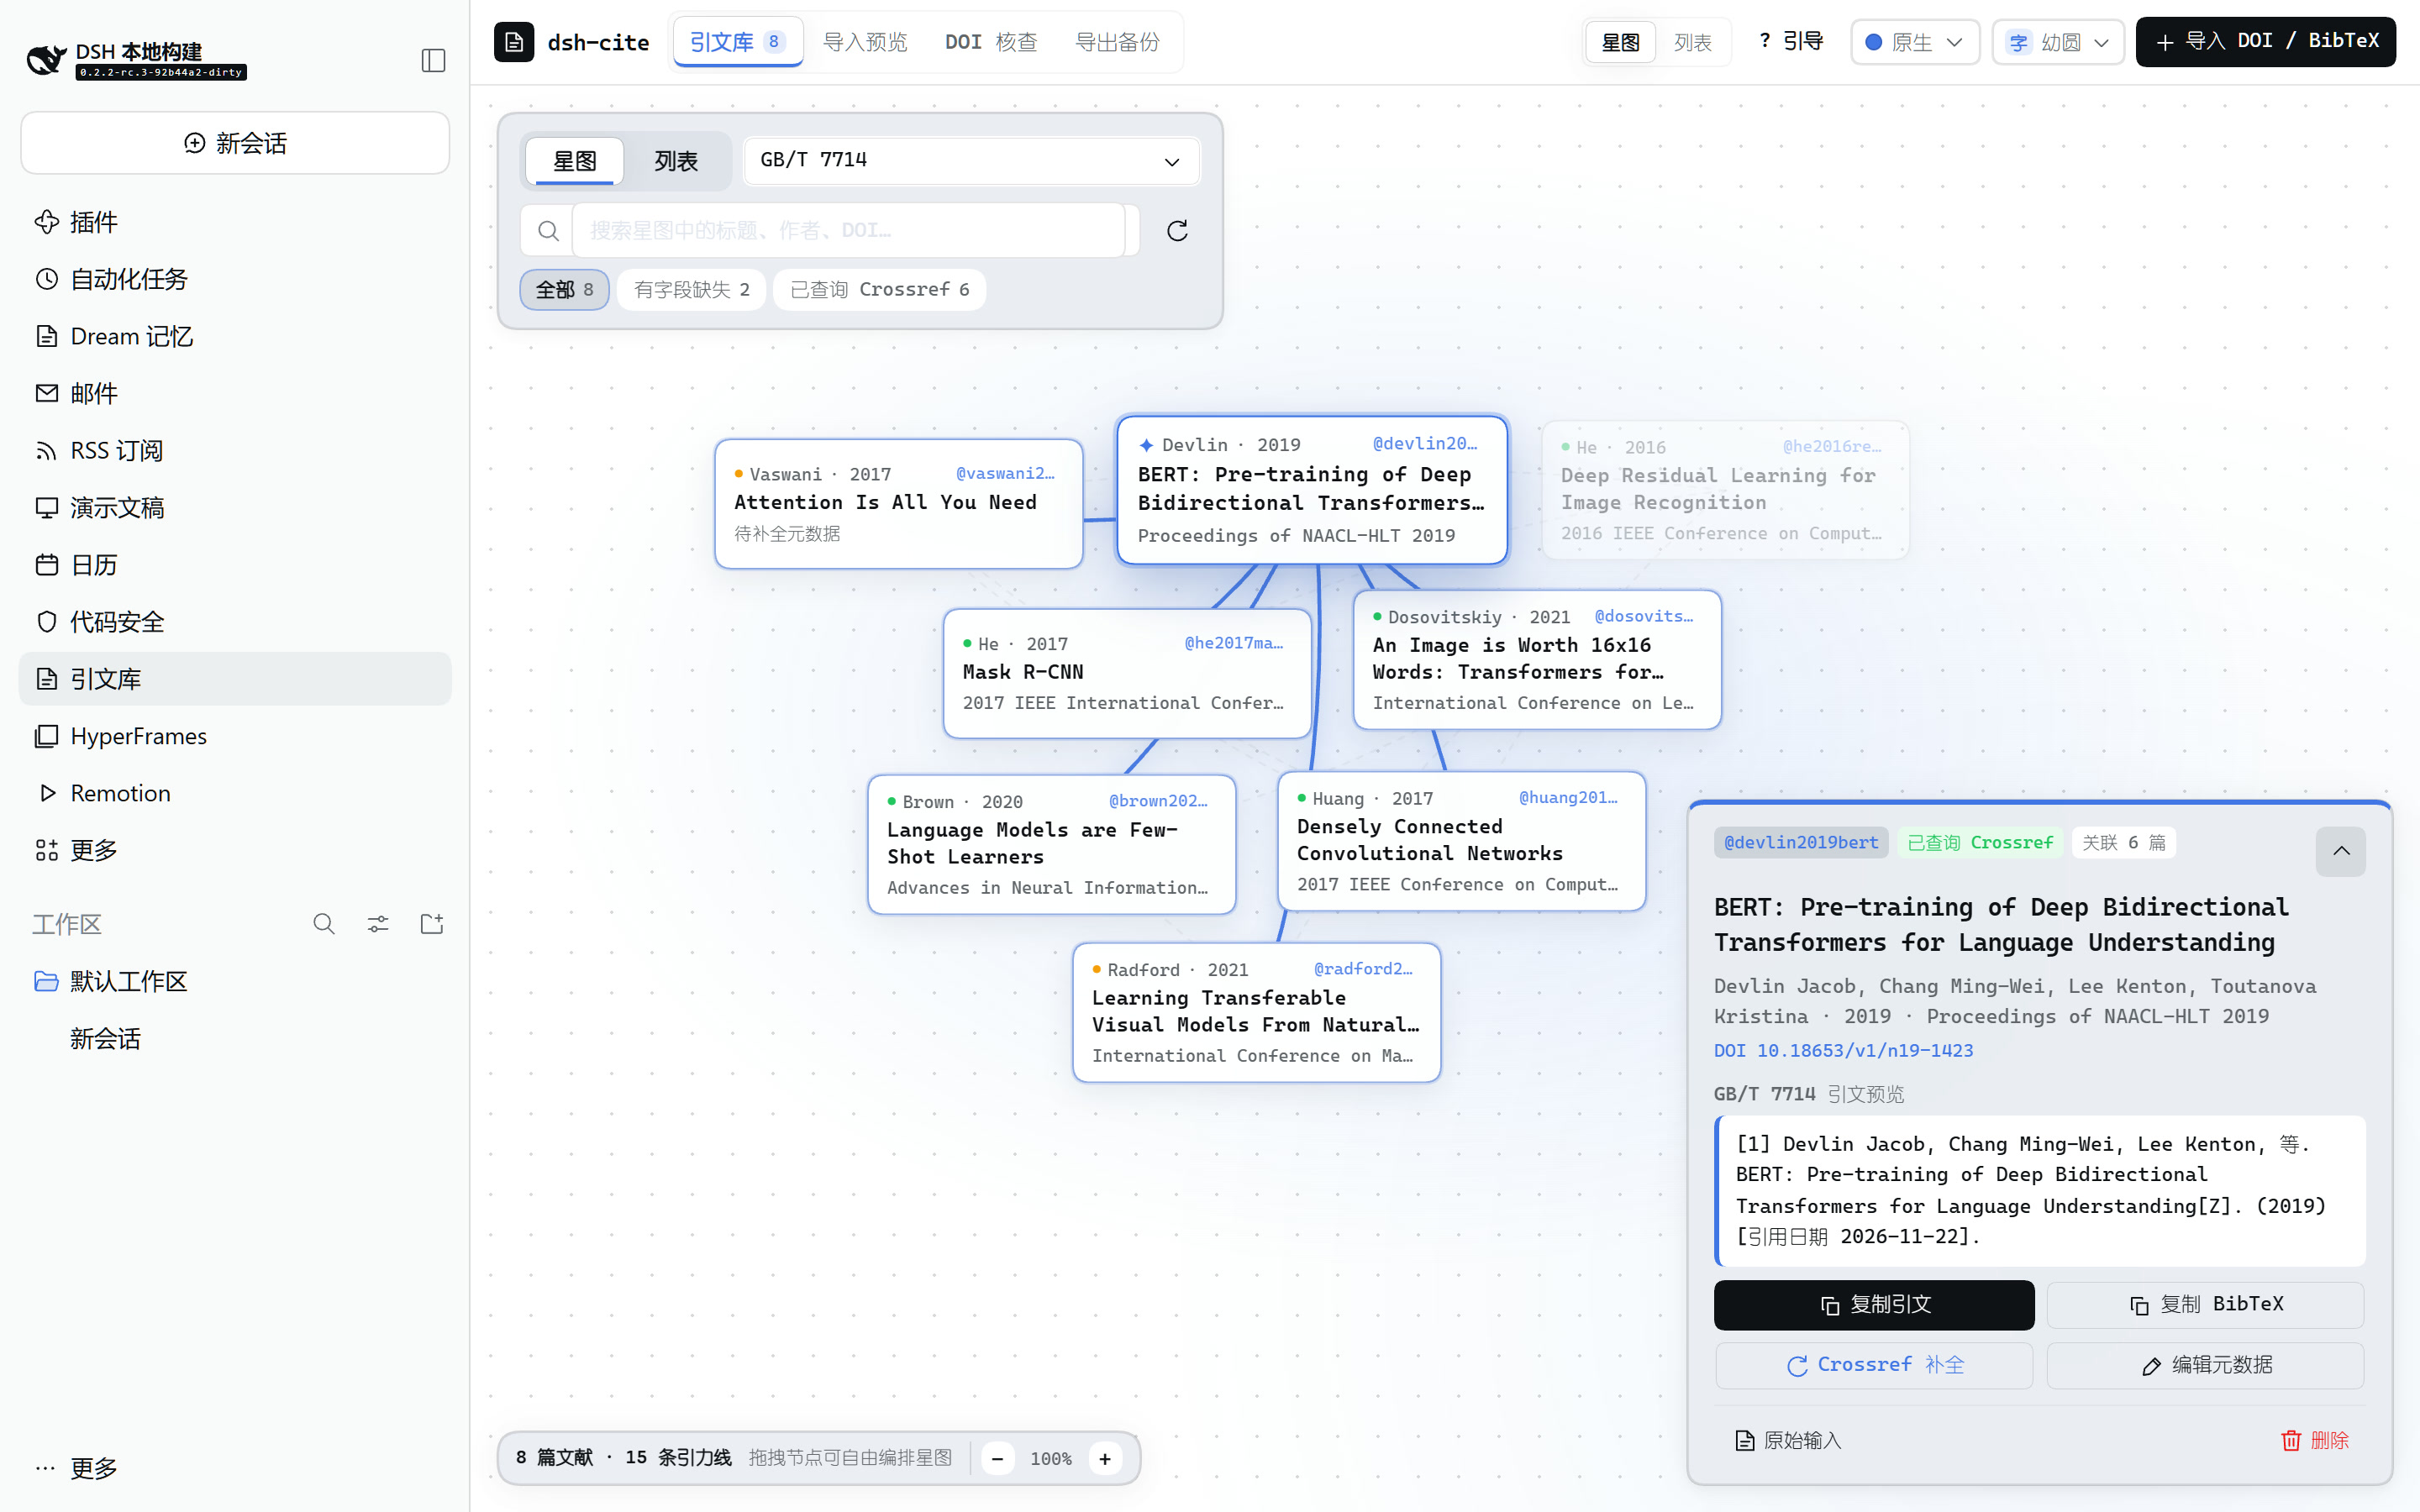 DSH 本地构建
0.2.2-rc.3-92b44a2-dirty
新会话
插件
自动化任务
Dream 记忆
邮件
RSS 订阅
演示文稿
日历
代码安全
引文库
HyperFrames
Remotion
更多
工作区
默认工作区
新会话
更多
dsh-cite
引文库 8
导入预览
DOI 核查
导出备份
星图
列表
? 引导
原生
字 幼圆
导入 DOI / BibTeX
星图
列表
GB/T 7714
搜索星图中的标题、作者、DOI…
全部 8
有字段缺失 2
已查询 Crossref 6
Vaswani · 2017 @vaswani2…
Attention Is All You Need
待补全元数据
Devlin · 2019 @devlin20…
BERT: Pre-training of Deep
Bidirectional Transformers…
Proceedings of NAACL-HLT 2019
He · 2016 @he2016re…
Deep Residual Learning for
Image Recognition
2016 IEEE Conference on Comput…
He · 2017 @he2017ma…
Mask R-CNN
2017 IEEE International Confer…
Dosovitskiy · 2021 @dosovits…
An Image is Worth 16x16
Words: Transformers for…
International Conference on Le…
Brown · 2020 @brown202…
Language Models are Few-
Shot Learners
Advances in Neural Information…
Huang · 2017 @huang201…
Densely Connected
Convolutional Networks
2017 IEEE Conference on Comput…
Radford · 2021 @radford2…
Learning Transferable
Visual Models From Natural…
International Conference on Ma…
@devlin2019bert
已查询 Crossref
关联 6 篇
BERT: Pre-training of Deep Bidirectional
Transformers for Language Understanding
Devlin Jacob, Chang Ming-Wei, Lee Kenton, Toutanova
Kristina · 2019 · Proceedings of NAACL-HLT 2019
DOI 10.18653/v1/n19-1423
GB/T 7714 引文预览
[1] Devlin Jacob, Chang Ming-Wei, Lee Kenton, 等.
BERT: Pre-training of Deep Bidirectional
Transformers for Language Understanding[Z]. (2019)
[引用日期 2026-11-22].
复制引文
复制 BibTeX
Crossref 补全
编辑元数据
原始输入
删除
8 篇文献 · 15 条引力线 拖拽节点可自由编排星图 − 100% +